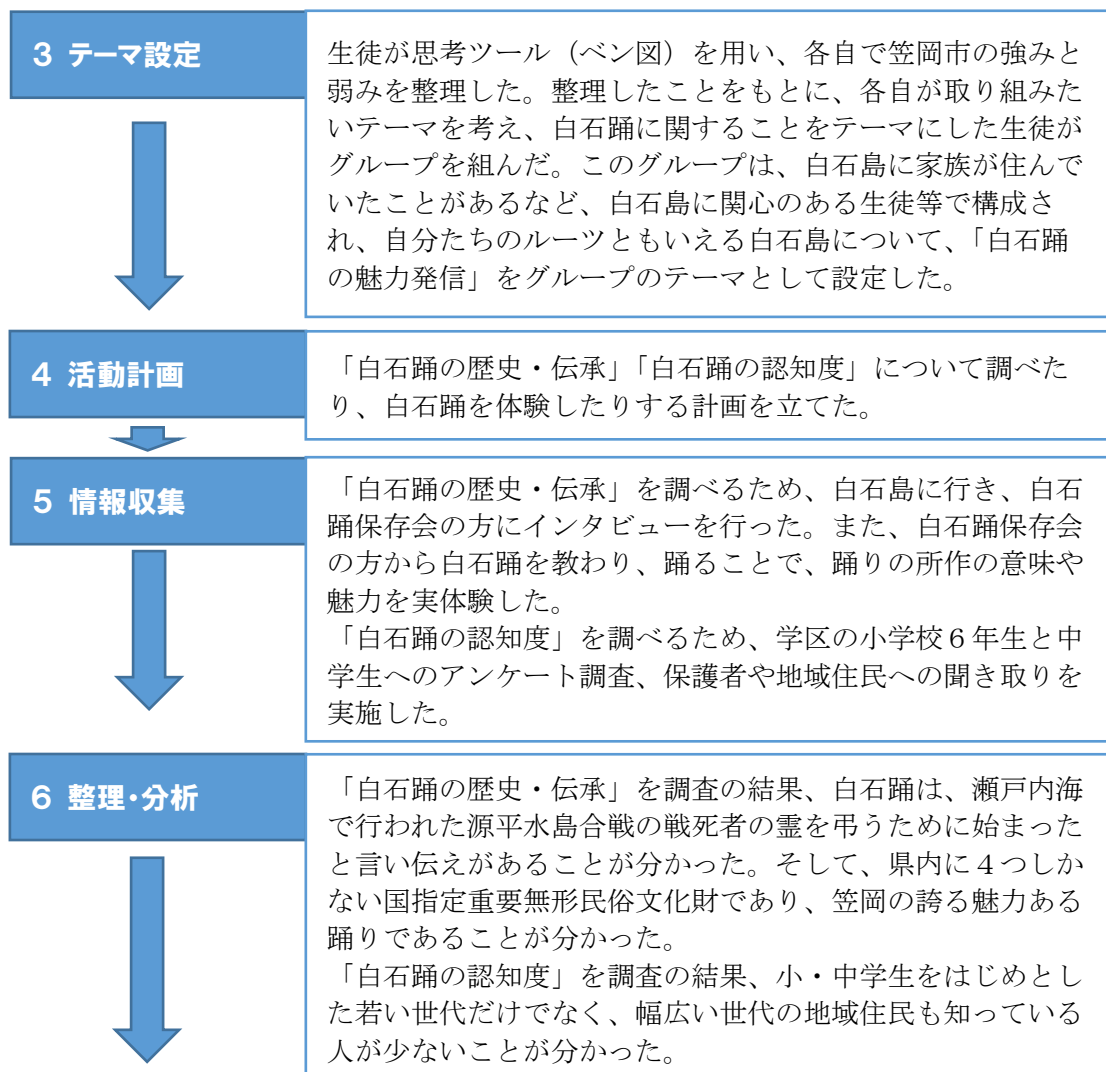 3 テーマ設定
生徒が思考ツール（ベン図）を用い、各自で笠岡市の強みと
弱みを整理した。整理したことをもとに、各自が取り組みた
いテーマを考え、白石踊に関することをテーマにした生徒が
グループを組んだ。このグループは、白石島に家族が住んで
いたことがあるなど、白石島に関心のある生徒等で構成さ
れ、自分たちのルーツともいえる白石島について、「白石踊
の魅力発信」をグループのテーマとして設定した。
4 活動計画
「白石踊の歴史・伝承」「白石踊の認知度」について調べた
り、白石踊を体験したりする計画を立てた。
5 情報収集
「白石踊の歴史・伝承」を調べるため、白石島に行き、白石
踊保存会の方にインタビューを行った。また、白石踊保存会
の方から白石踊を教わり、踊ることで、踊りの所作の意味や
魅力を実体験した。
「白石踊の認知度」を調べるため、学区の小学校６年生と中
学生へのアンケート調査、保護者や地域住民への聞き取りを
実施した。
6 整理・分析
「白石踊の歴史・伝承」を調査の結果、白石踊は、瀬戸内海
で行われた源平水島合戦の戦死者の霊を弔うために始まった
と言い伝えがあることが分かった。そして、県内に４つしか
ない国指定重要無形民俗文化財であり、笠岡の誇る魅力ある
踊りであることが分かった。
「白石踊の認知度」を調査の結果、小・中学生をはじめとし
た若い世代だけでなく、幅広い世代の地域住民も知っている
人が少ないことが分かった。